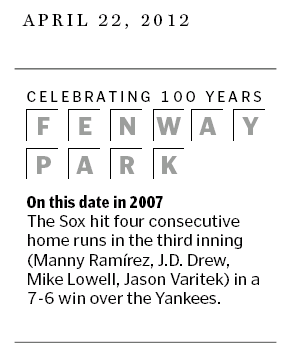 APRIL 22, 2012
CELEBRATING 100 YEARS
FENWAY
PARK
On this date in 2007
The Sox hit four consecutive
home runs in the third inning
(Manny Ramírez, J.D. Drew,
Mike Lowell, Jason Varitek) in a
7-6 win over the Yankees.